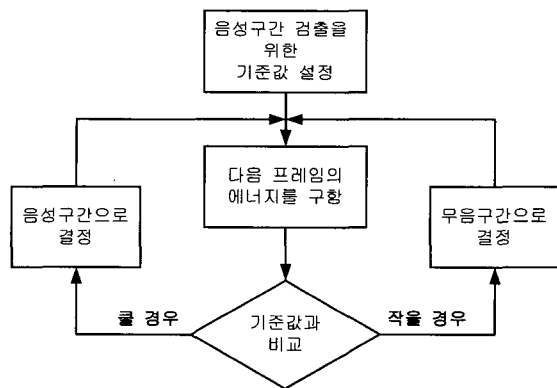 음성구간 검출을
위한
기준값 설정
다음 프레임의
에너지를 구함
음성구간으로
결정
무음구간으로
결정
클 경우
기준값과
비교
작을 경우